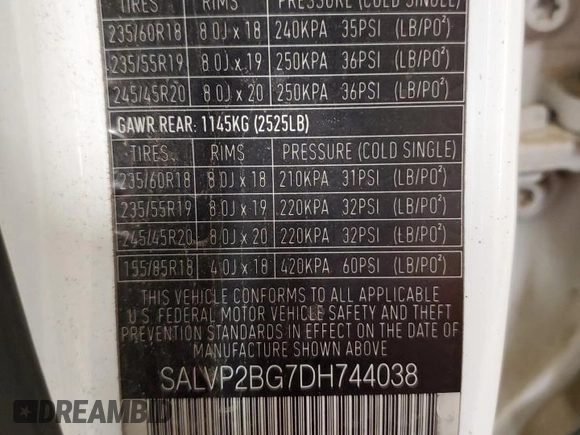 TIRES RIMS PRESSURE (COLD SINGLE)
235/60R18 8.0J x 18 240KPA 35PSI (LB/PO²)
235/55R19 8.0J x 19 250KPA 36PSI (LB/PO²)
245/45R20 8.0J x 20 250KPA 36PSI (LB/PO²)
GAWR REAR: 1145KG (2525LB)
TIRES RIMS PRESSURE (COLD SINGLE)
235/60R18 8.0J x 18 210KPA 31PSI (LB/PO²)
235/55R19 8.0J x 19 220KPA 32PSI (LB/PO²)
245/45R20 8.0J x 20 220KPA 32PSI (LB/PO²)
155/85R18 4.0J x 18 420KPA 60PSI (LB/PO²)
THIS VEHICLE CONFORMS TO ALL APPLICABLE
U.S. FEDERAL MOTOR VEHICLE SAFETY AND THEFT
PREVENTION STANDARDS IN EFFECT ON THE DATE OF
MANUFACTURE SHOWN ABOVE
SALVP2BG7DH744038
DREAMBID